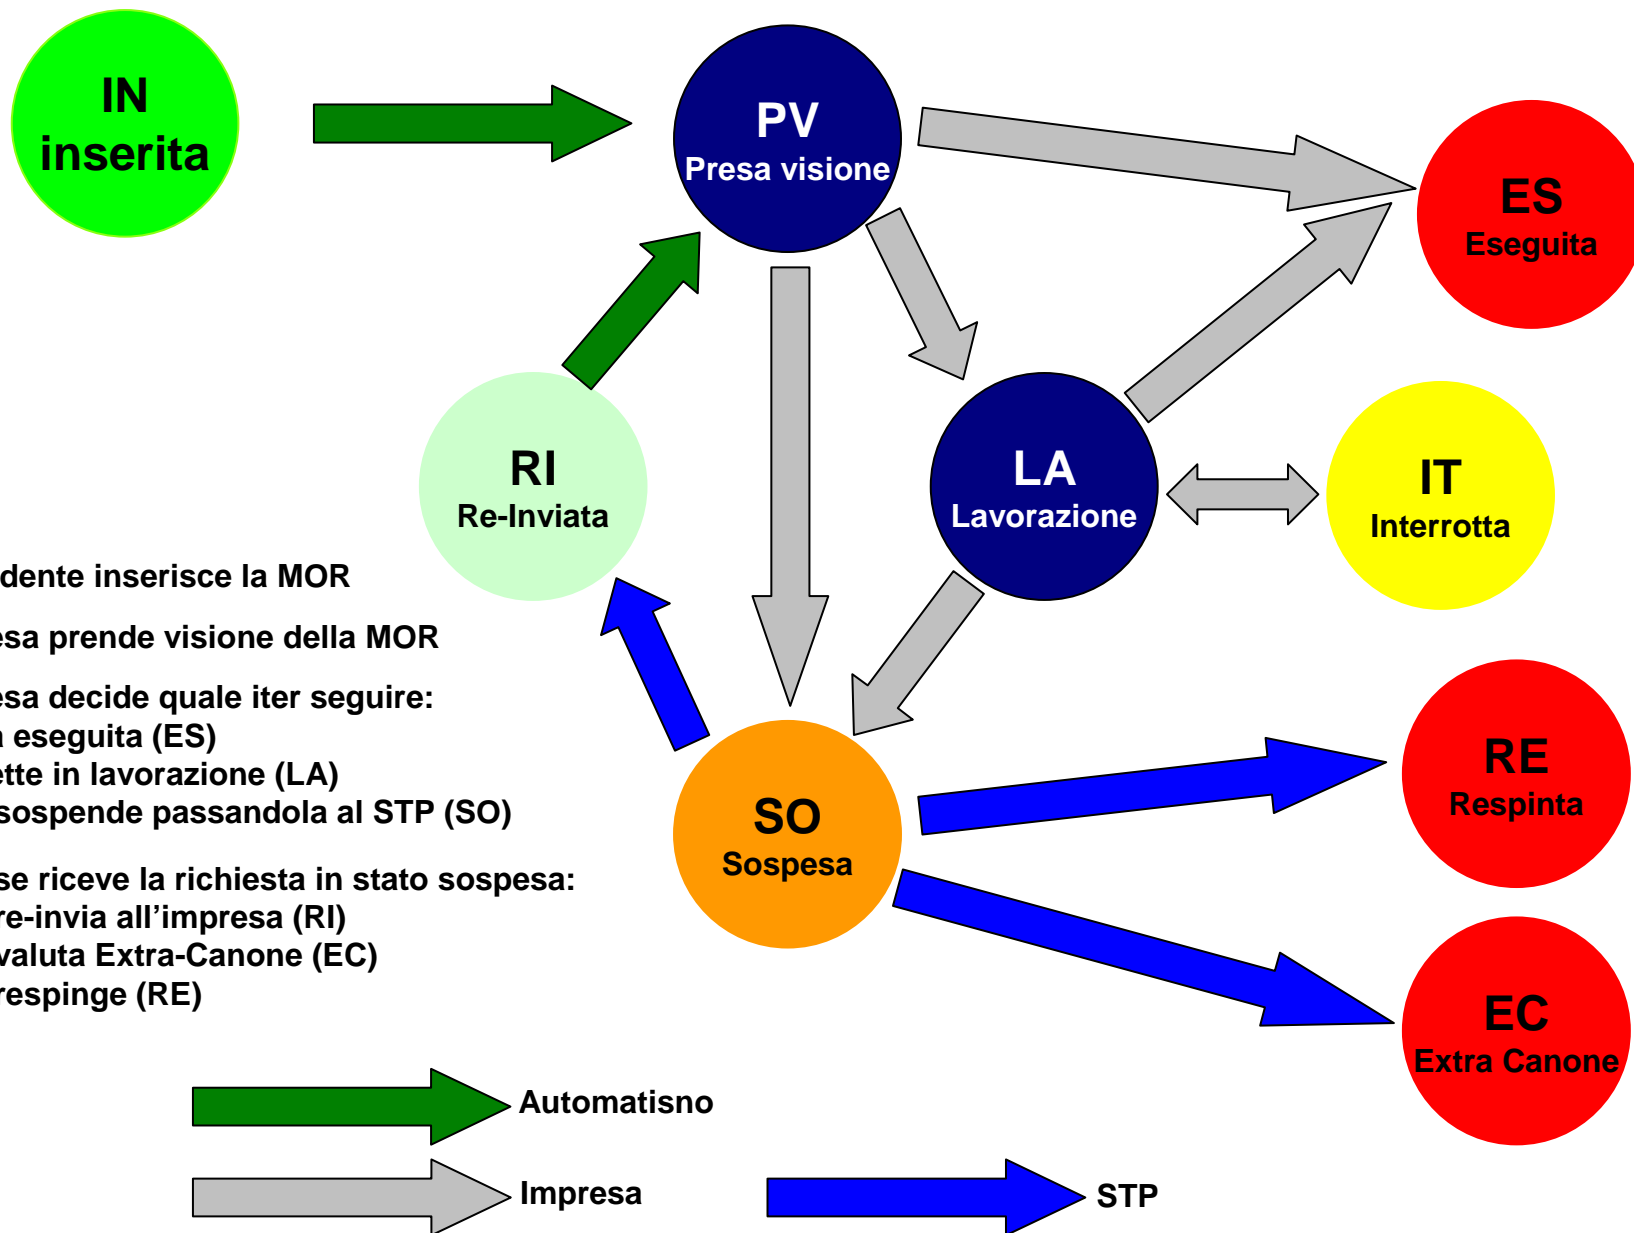 IN
inserita
PV
Presa visione
ES
Eseguita
RI
Re-Inviata
LA
Lavorazione
IT
Interrotta
dente inserisce la MOR
esa prende visione della MOR
esa decide quale iter seguire:
a eseguita (ES)
ette in lavorazione (LA)
sospende passandola al STP (SO)
se riceve la richiesta in stato sospesa:
re-invia all’impresa (RI)
valuta Extra-Canone (EC)
respinge (RE)
SO
Sospesa
RE
Respinta
EC
Extra Canone
Automatisno
Impresa
STP